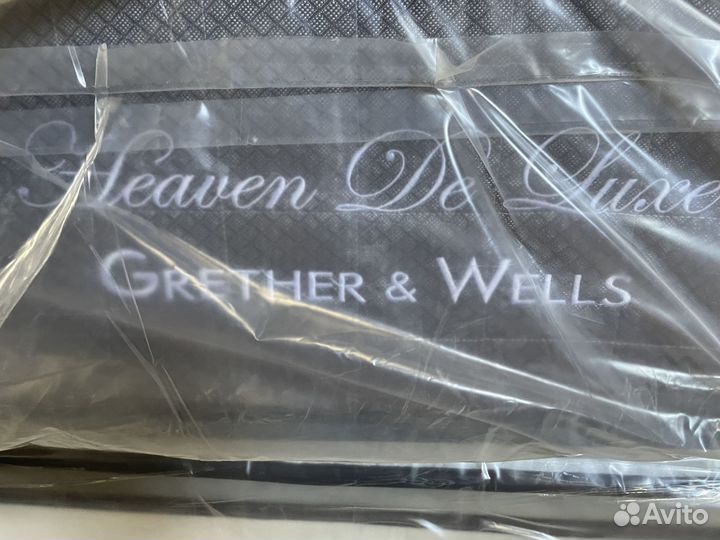 Heaven De Luxe
GRETHER & WELLS
Avito